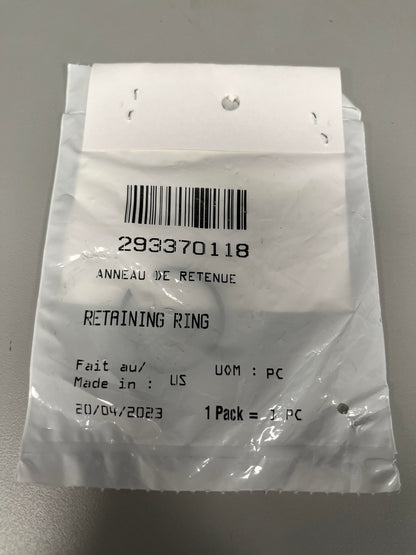 293370118
ANNEAU DE RETENUE
RETAINING RING
Fait au/
Made in : US UOM : PC
20/04/2023 1 Pack = 1 PC